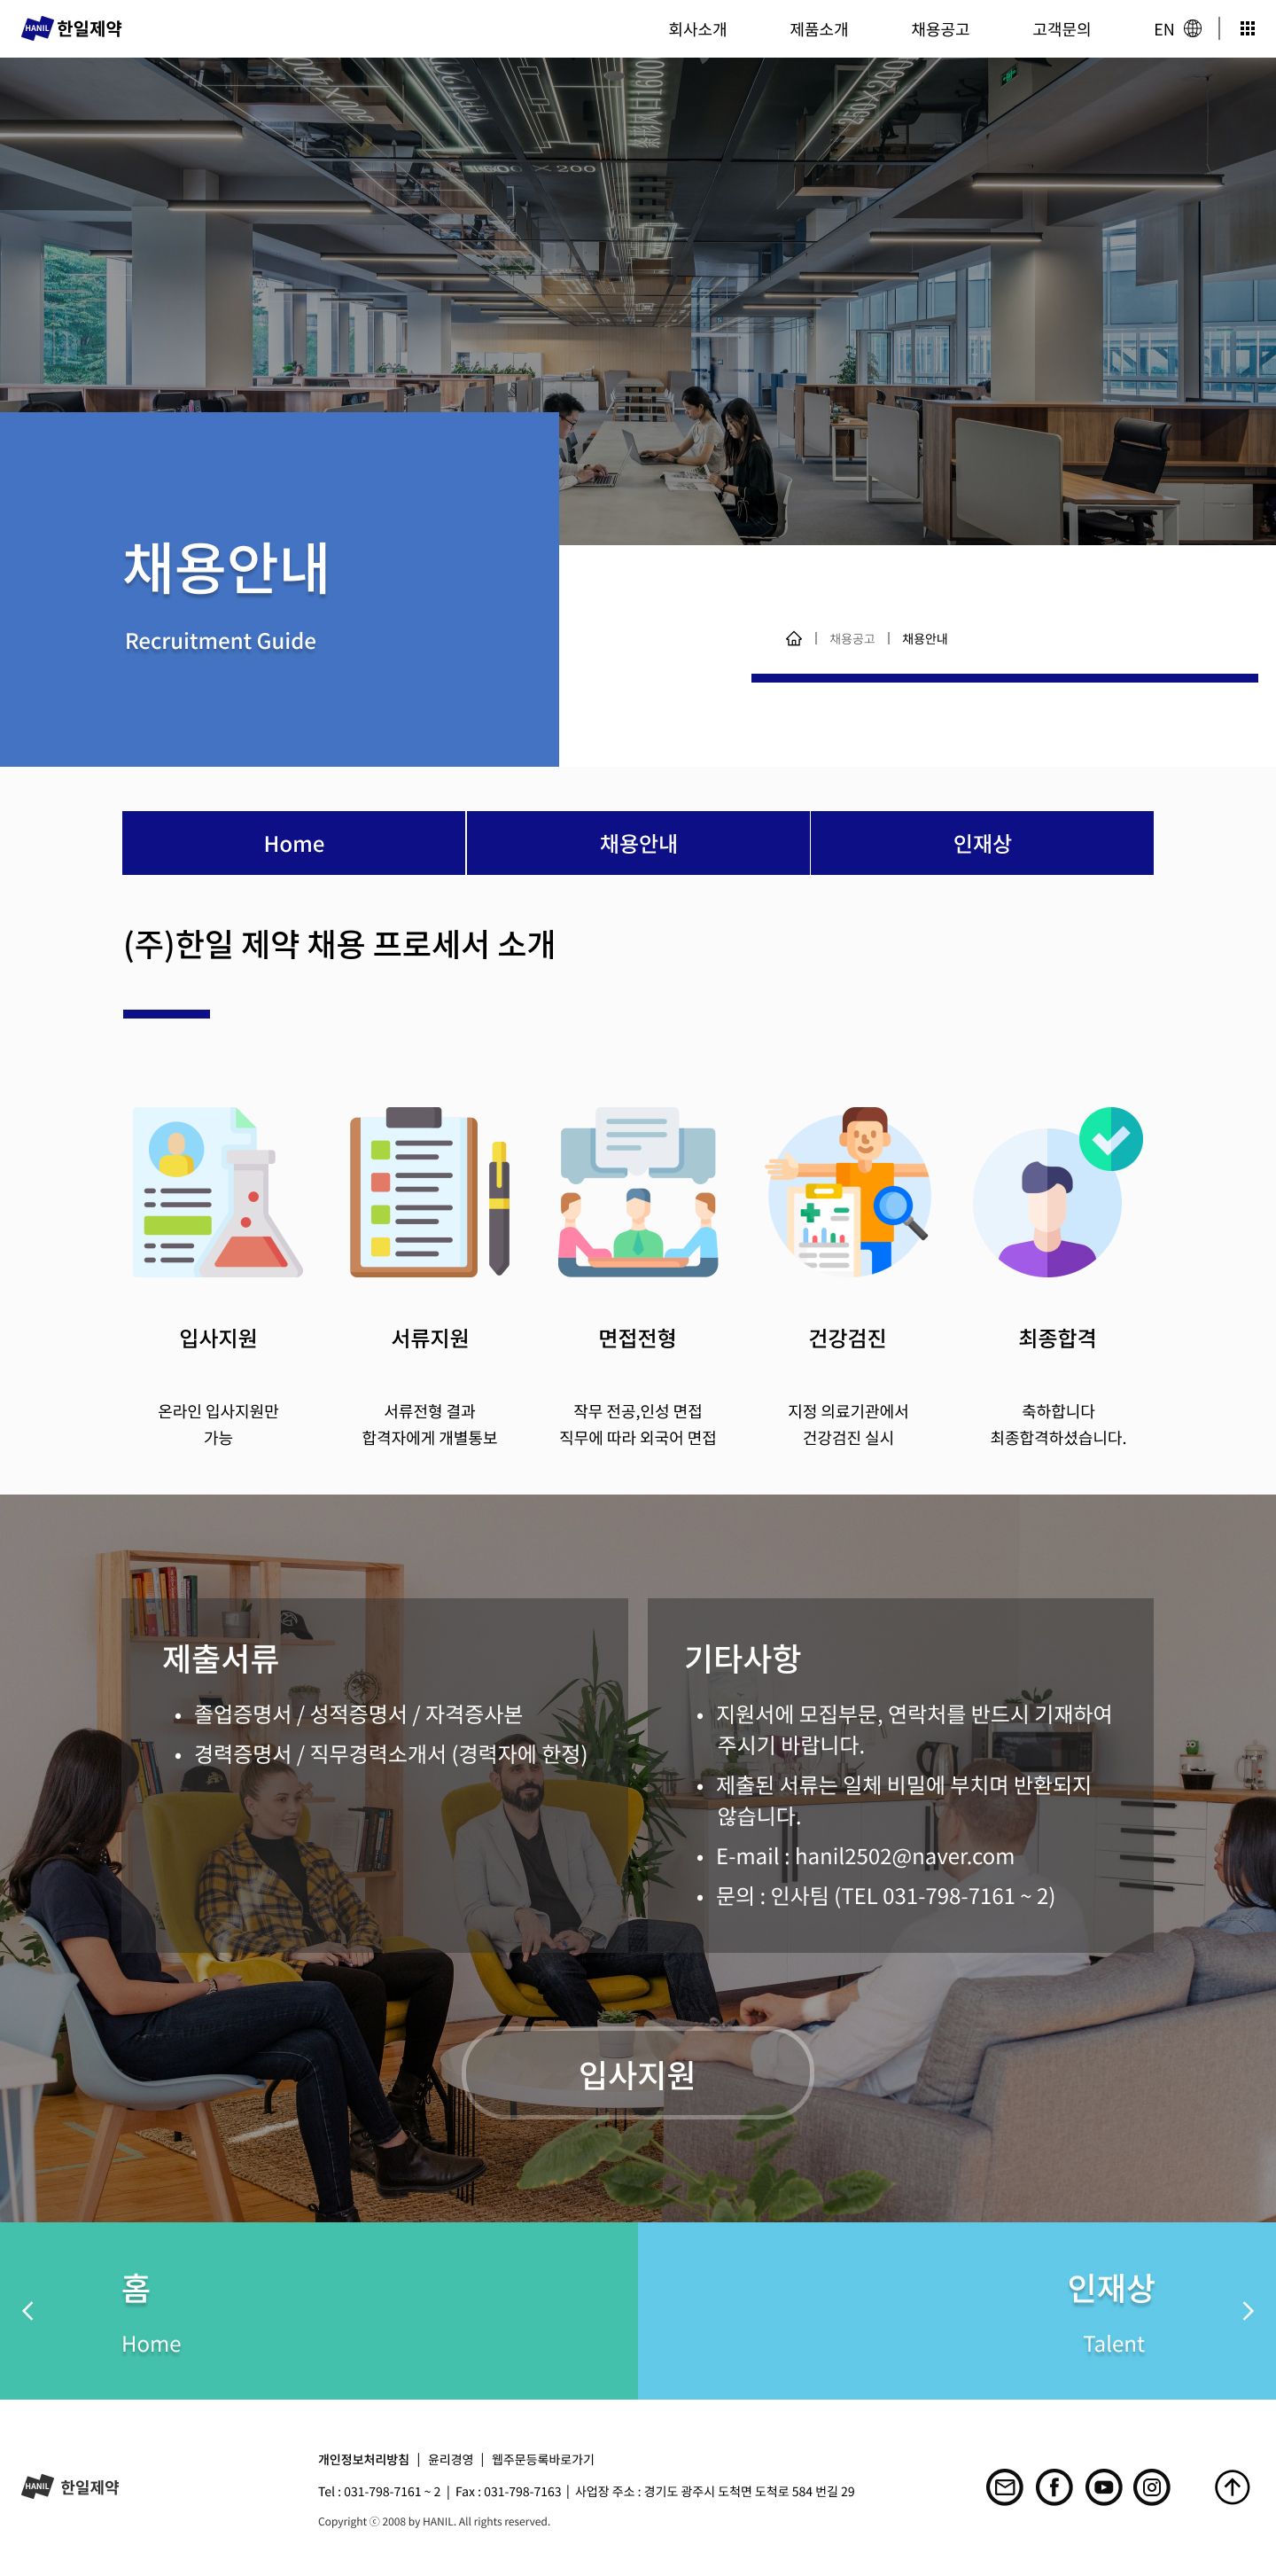 HANIL 한일제약
회사소개 제품소개 채용공고 고객문의 EN
채용안내
Recruitment Guide
채용공고 | 채용안내
Home 채용안내 인재상
(주)한일 제약 채용 프로세서 소개
입사지원 서류지원 면접전형 건강검진 최종합격
온라인 입사지원만
가능
서류전형 결과
합격자에게 개별통보
작무 전공,인성 면접
직무에 따라 외국어 면접
지정 의료기관에서
건강검진 실시
축하합니다
최종합격하셨습니다.
제출서류
• 졸업증명서 / 성적증명서 / 자격증사본
• 경력증명서 / 직무경력소개서 (경력자에 한정)
기타사항
• 지원서에 모집부문, 연락처를 반드시 기재하여
주시기 바랍니다.
• 제출된 서류는 일체 비밀에 부치며 반환되지
않습니다.
• E-mail : hanil2502@naver.com
• 문의 : 인사팀 (TEL 031-798-7161 ~ 2)
입사지원
홈
Home
인재상
Talent
HANIL 한일제약
개인정보처리방침 | 윤리경영 | 웹주문등록바로가기
Tel : 031-798-7161 ~ 2 | Fax : 031-798-7163 | 사업장 주소 : 경기도 광주시 도척면 도척로 584 번길 29
Copyright ⓒ 2008 by HANIL. All rights reserved.